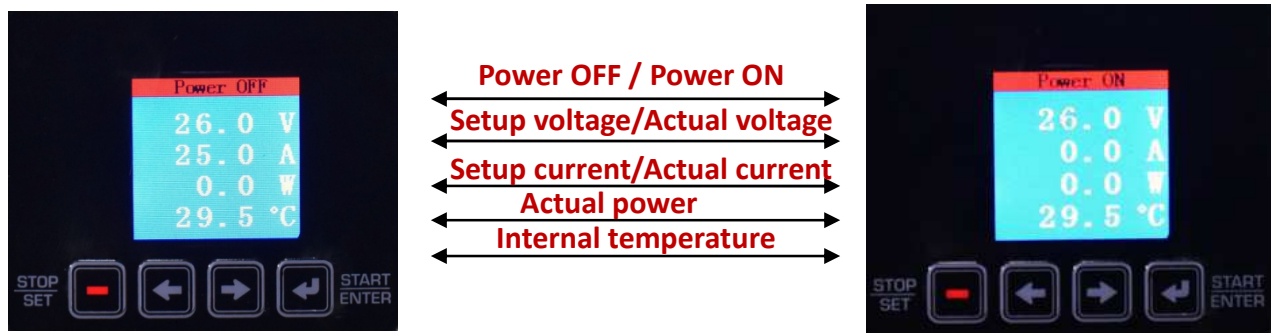 Power OFF
26.0 V
25.0 A
0.0 W
29.5 °C
STOP
SET
START
ENTER
Power OFF / Power ON
Setup voltage/Actual voltage
Setup current/Actual current
Actual power
Internal temperature
Power ON
26.0 V
0.0 A
0.0 W
29.5 °C
STOP
SET
START
ENTER